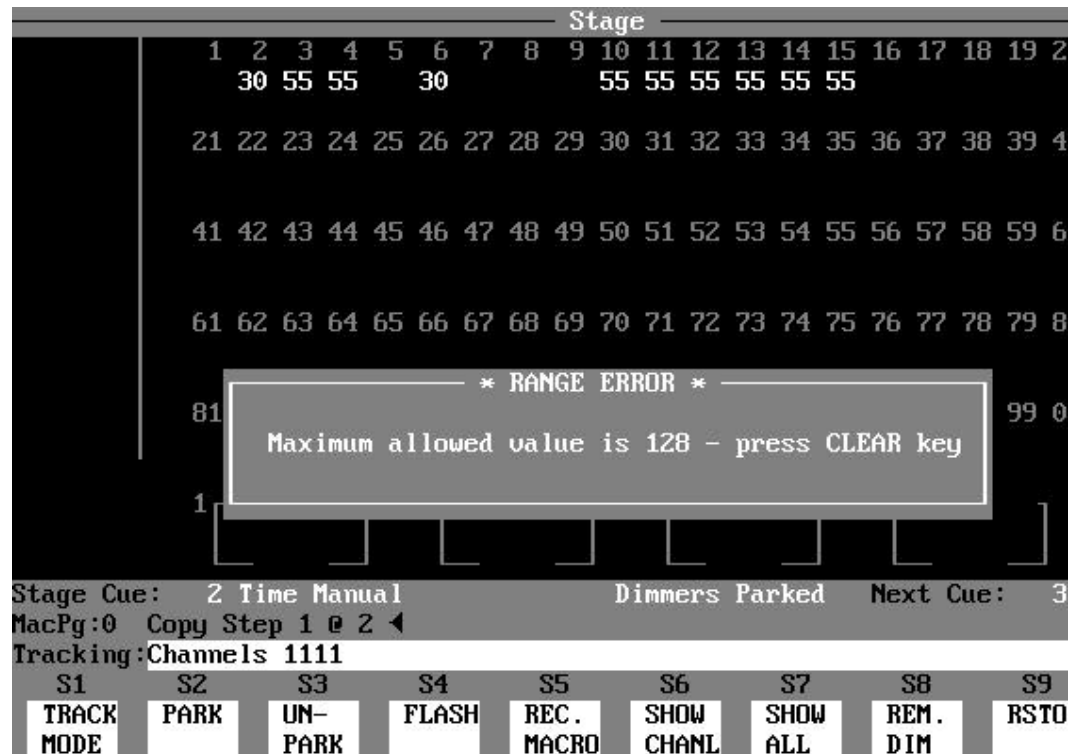 Stage
1 2 3 4 5 6 7 8 9 10 11 12 13 14 15 16 17 18 19 2
30 55 55 30 55 55 55 55 55 55
21 22 23 24 25 26 27 28 29 30 31 32 33 34 35 36 37 38 39 4
41 42 43 44 45 46 47 48 49 50 51 52 53 54 55 56 57 58 59 6
61 62 63 64 65 66 67 68 69 70 71 72 73 74 75 76 77 78 79 8
* RANGE ERROR *
81 99 0
Maximum allowed value is 128 - press CLEAR key
1
Stage Cue: 2 Time Manual Dimmers Parked Next Cue: 3
MacPg:0 Copy Step 1 @ 2 ◄
Tracking:Channels 1111
S1 S2 S3 S4 S5 S6 S7 S8 S9
TRACK PARK UN- FLASH REC. SHOW SHOW REM. RSTO
MODE PARK MACRO CHANL ALL DIM